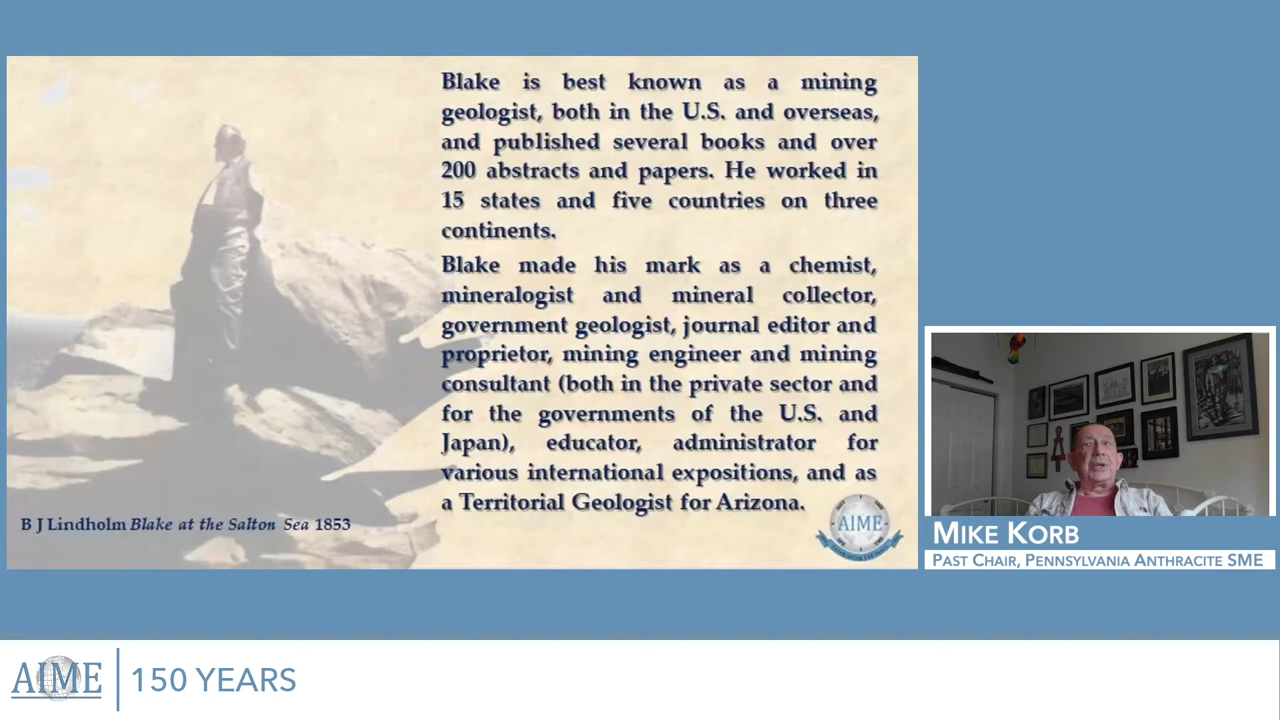 Blake is best known as a mining
geologist, both in the U.S. and overseas,
and published several books and over
200 abstracts and papers. He worked in
15 states and five countries on three
continents.
Blake made his mark as a chemist,
mineralogist and mineral collector,
government geologist, journal editor and
proprietor, mining engineer and mining
consultant (both in the private sector and
for the governments of the U.S. and
Japan), educator, administrator for
various international expositions, and as
a Territorial Geologist for Arizona.
B J Lindholm Blake at the Salton Sea 1853
AIME
MIKE KORB
PAST CHAIR, PENNSYLVANIA ANTHRACITE SME
AIME
150 YEARS